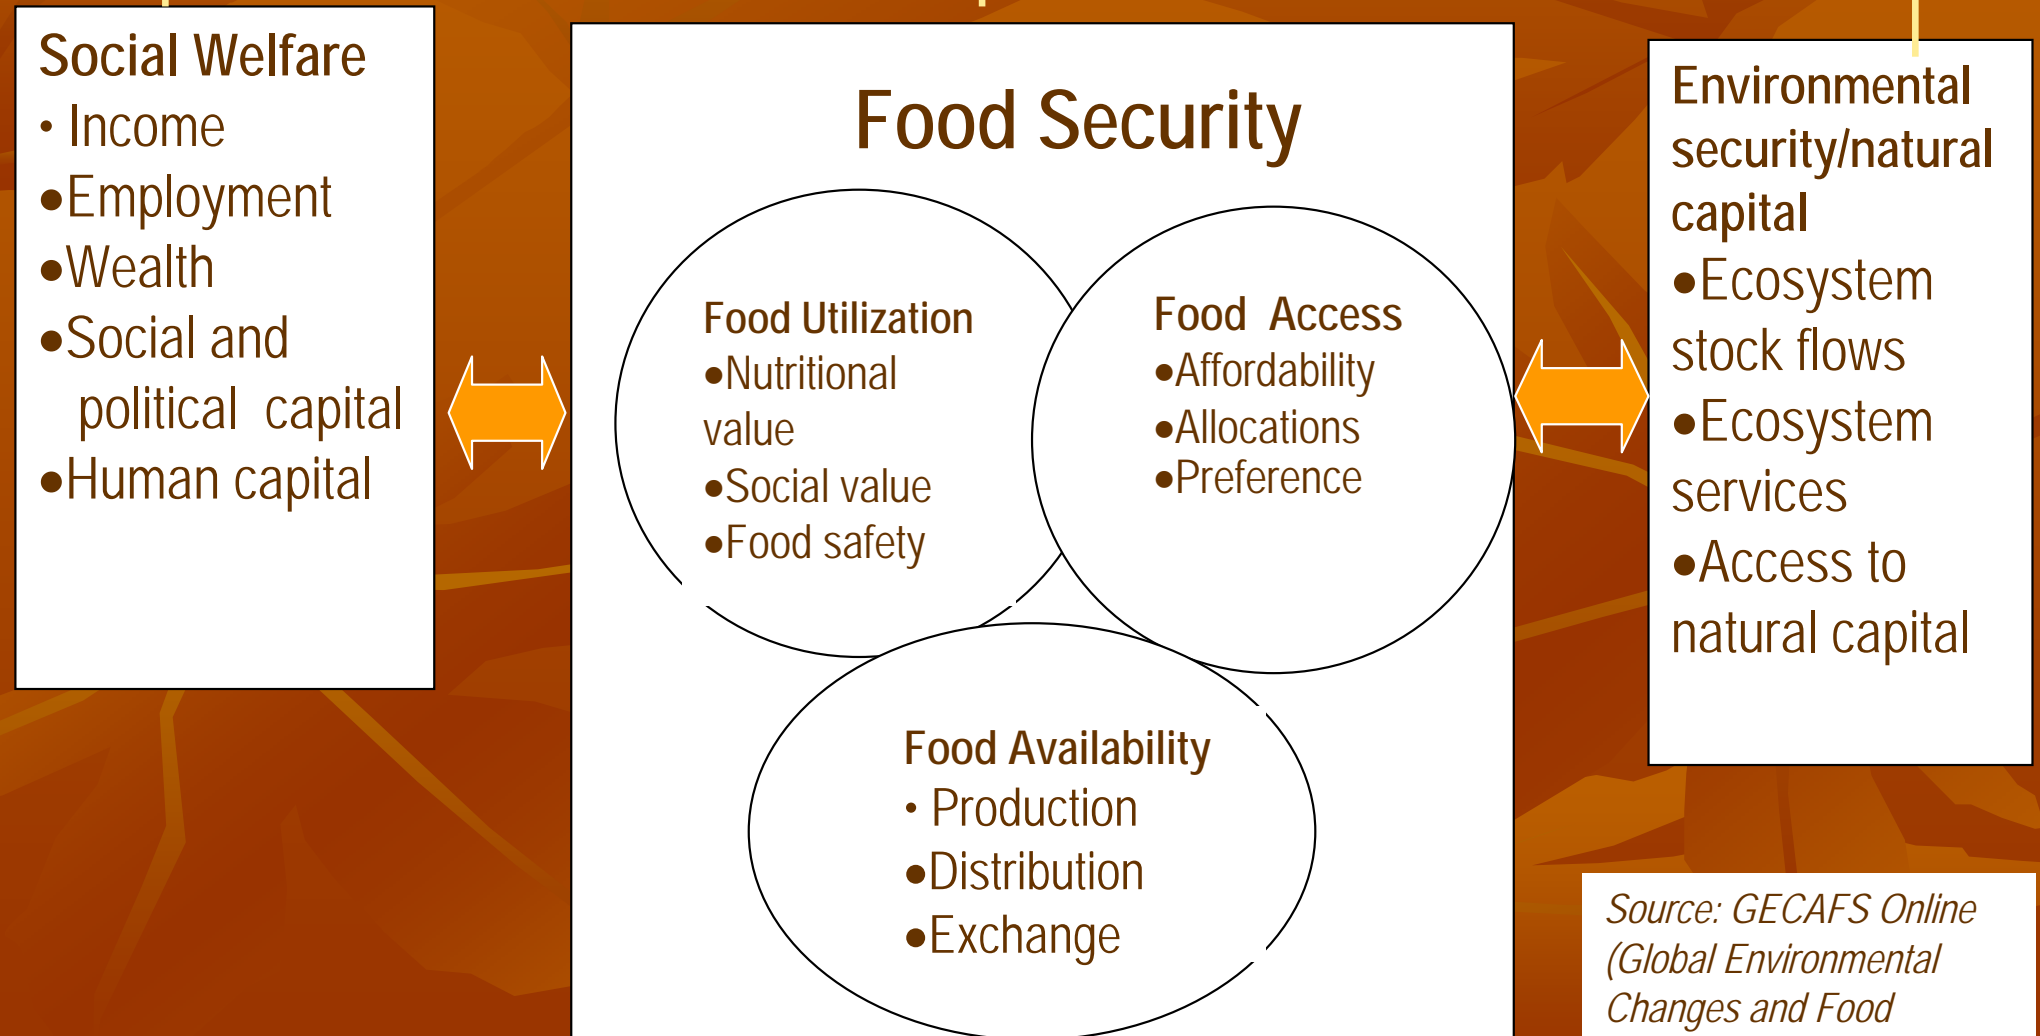 Social Welfare
• Income
•Employment
•Wealth
•Social and
political capital
•Human capital
Food Security
Food Utilization
•Nutritional
value
•Social value
•Food safety
Food Access
•Affordability
•Allocations
•Preference
Food Availability
• Production
•Distribution
•Exchange
Environmental
security/natural
capital
•Ecosystem
stock flows
•Ecosystem
services
•Access to
natural capital
Source: GECAFS Online
(Global Environmental
Changes and Food